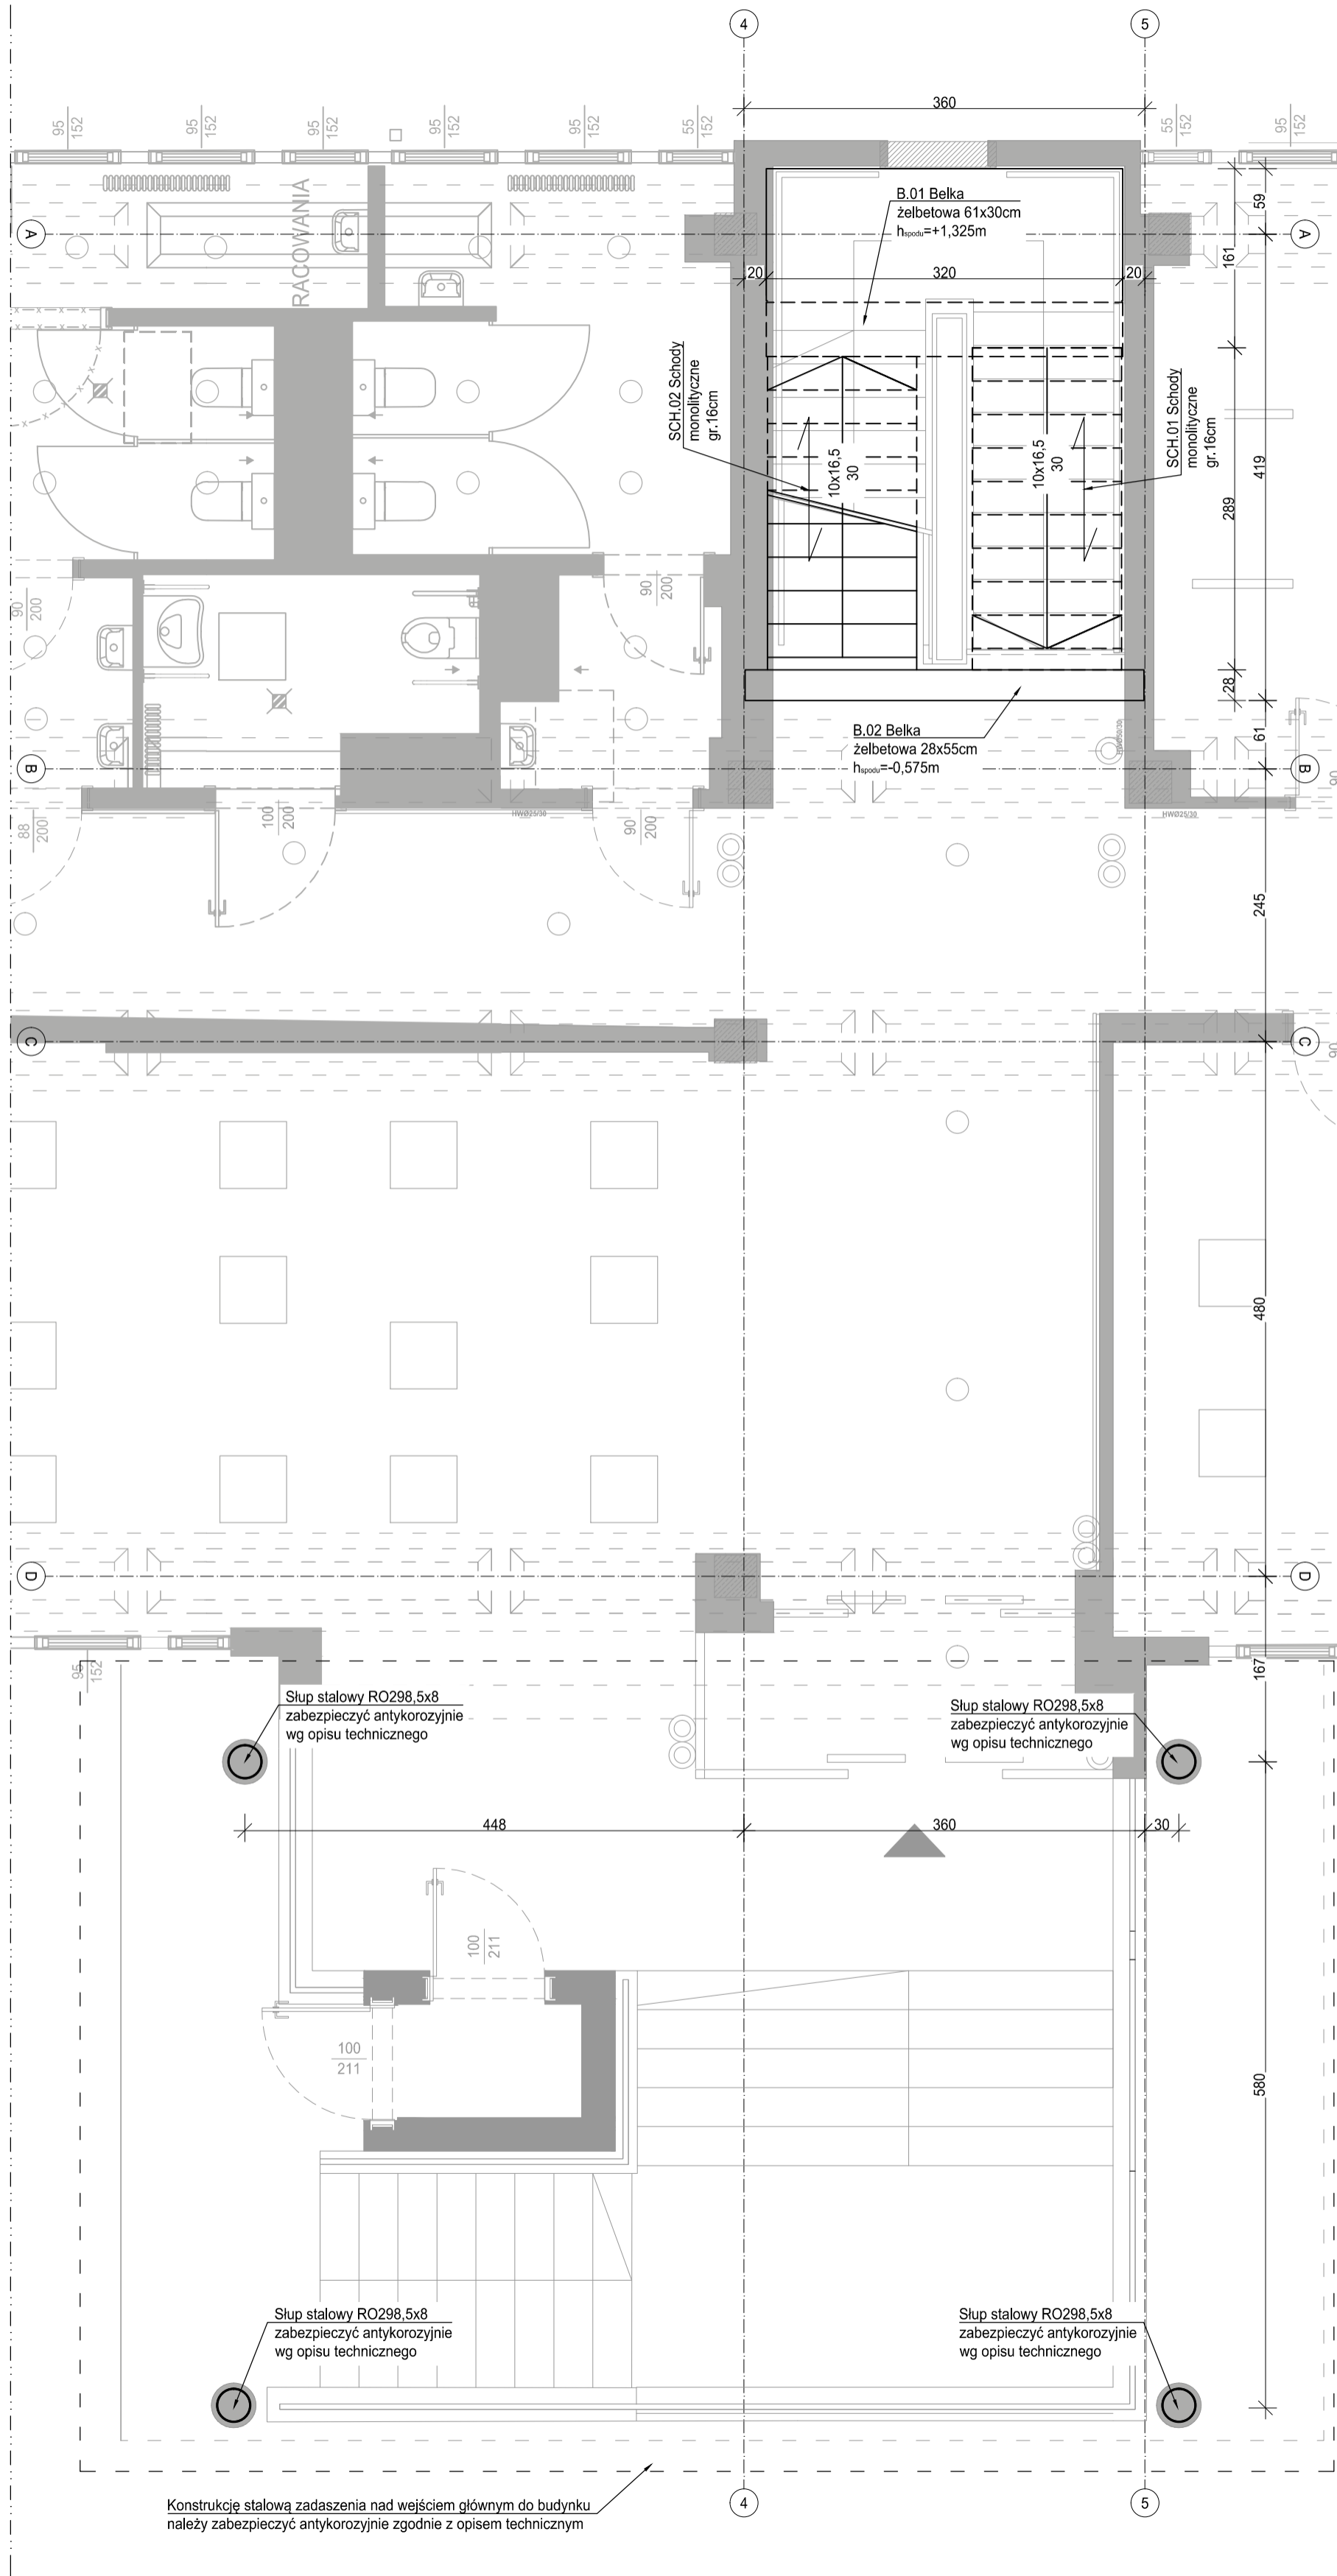 4
5
360
95
152
95
152
95
152
95
152
95
152
55
152
55
152
95
152
RACOWANIA
B.01 Belka
żelbetowa 61x30cm
hspodu=+1,325m
59
161
A
A
20
320
20
SCH.02 Schody
monolityczne
gr.16cm
SCH.01 Schody
monolityczne
gr.16cm
10x16,5
30
10x16,5
30
419
289
90
200
90
200
28
61
B.02 Belka
żelbetowa 28x55cm
hspodu=-0,575m
B
B
90
88
200
100
200
HWØ25/30
90
200
HWØ25/30
245
C
C
90
480
D
D
95
152
167
Słup stalowy RO298,5x8
zabezpieczyć antykorozyjnie
wg opisu technicznego
Słup stalowy RO298,5x8
zabezpieczyć antykorozyjnie
wg opisu technicznego
448
360
30
100
211
100
211
580
Słup stalowy RO298,5x8
zabezpieczyć antykorozyjnie
wg opisu technicznego
Słup stalowy RO298,5x8
zabezpieczyć antykorozyjnie
wg opisu technicznego
Konstrukcję stalową zadaszenia nad wejściem głównym do budynku
należy zabezpieczyć antykorozyjnie zgodnie z opisem technicznym
4
5